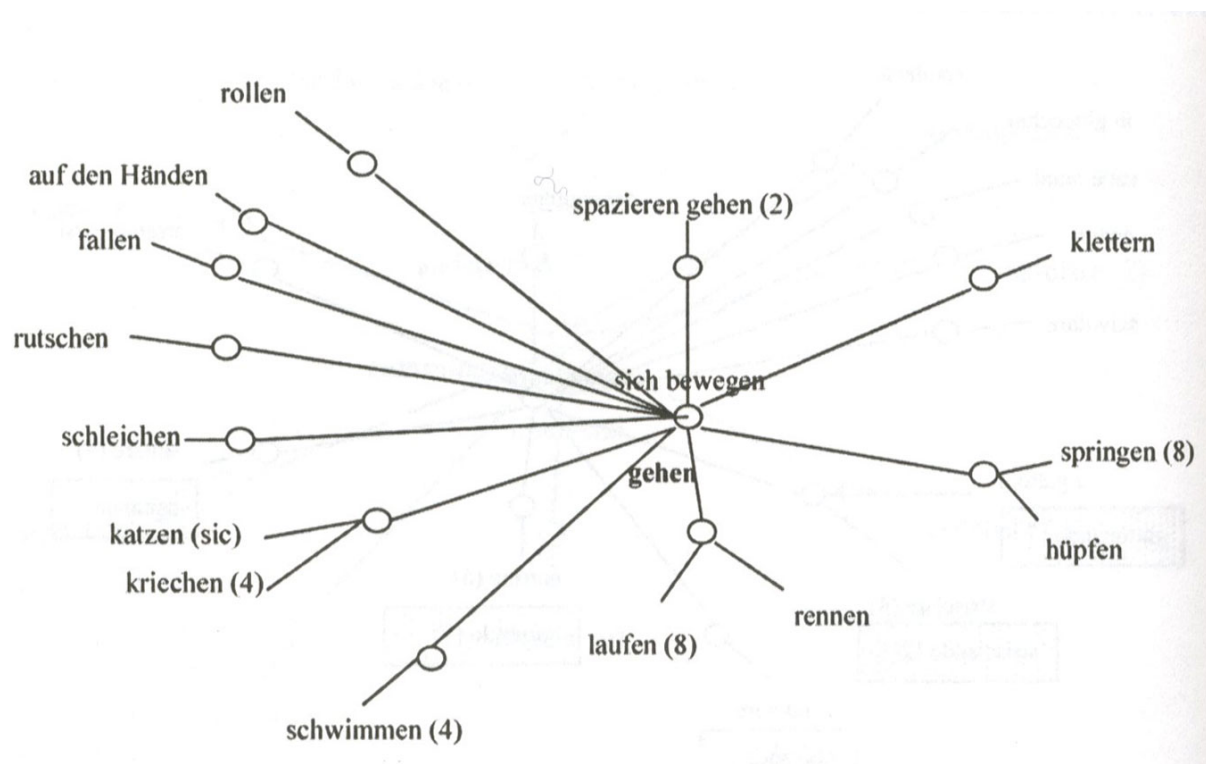 rollen
auf den Händen
spazieren gehen (2)
fallen
klettern
rutschen
sich bewegen
schleichen
springen (8)
gehen
katzen (sic)
hüpfen
kriechen (4)
rennen
laufen (8)
schwimmen (4)